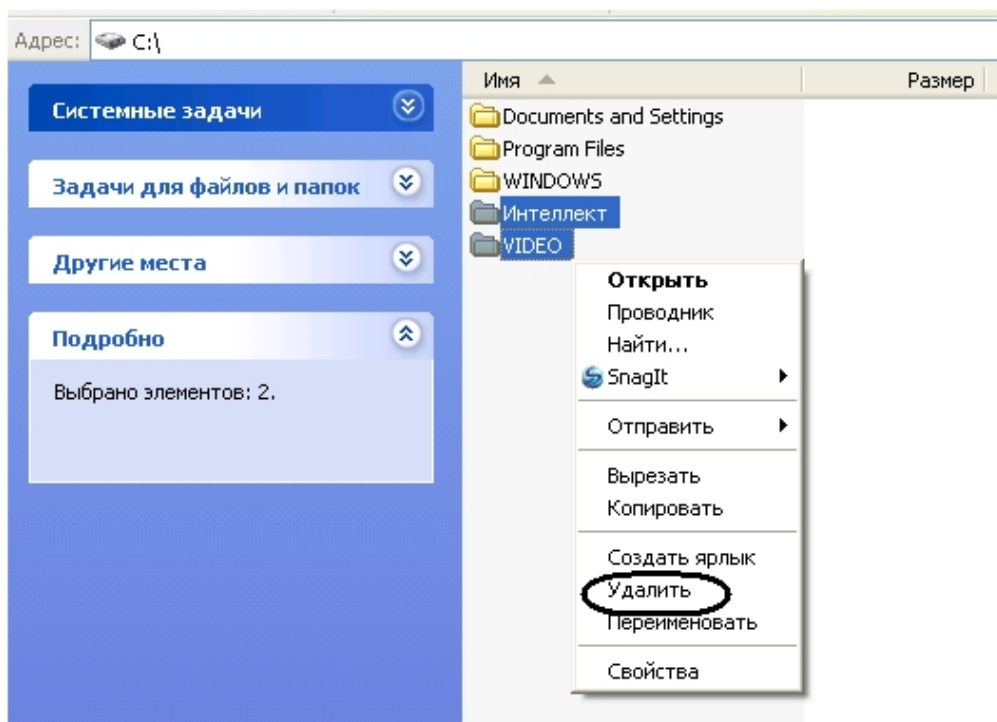 Адрес: C:\
Имя Размер
Системные задачи
Задачи для файлов и папок
Другие места
Подробно
Выбрано элементов: 2.
Documents and Settings
Program Files
WINDOWS
Интеллект
VIDEO
Открыть
Проводник
Найти...
SnagIt
Отправить
Вырезать
Копировать
Создать ярлык
Удалить
Переименовать
Свойства